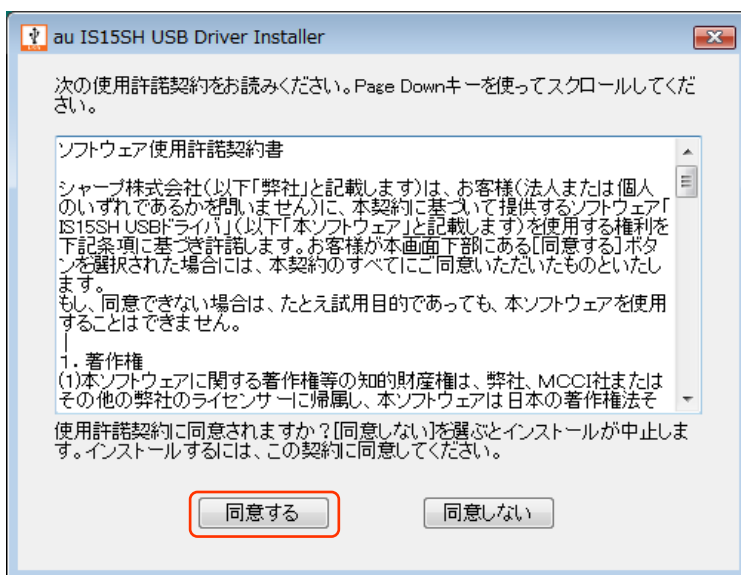 au IS15SH USB Driver Installer
次の使用許諾契約をお読みください。Page Downキーを使ってスクロールしてくだ
さい。
ソフトウェア使用許諾契約書
シャープ株式会社(以下「弊社」と記載します)は、お客様(法人または個人
のいずれであるかを問いません)に、本契約に基づいて提供するソフトウェア「
IS15SH USBドライバ」(以下「本ソフトウェア」と記載します)を使用する権利を
下記条項に基づき許諾します。お客様が本画面下部にある[同意する]ボタ
ンを選択された場合には、本契約のすべてにご同意いただいたものといたし
ます。
もし、同意できない場合は、たとえ試用目的であっても、本ソフトウェアを使用
することはできません。
1. 著作権
(1)本ソフトウェアに関する著作権等の知的財産権は、弊社、MCCI社または
その他の弊社のライセンサーに帰属し、本ソフトウェアは日本の著作権法そ
使用許諾契約に同意されますか?[同意しない]を選ぶとインストールが中止しま
す。インストールするには、この契約に同意してください。
同意する
同意しない